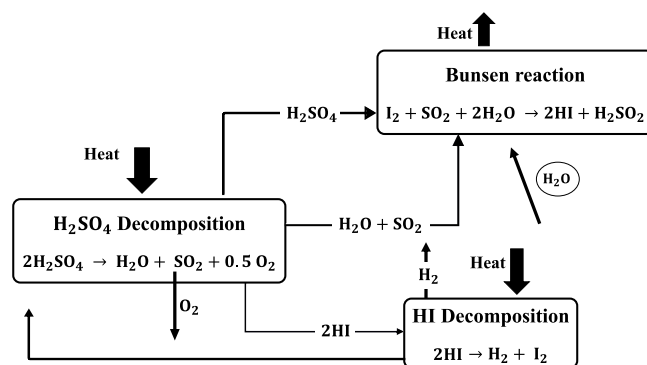 Heat
Bunsen reaction
I₂ + SO₂ + 2H₂O → 2HI + H₂SO₂
H₂SO₄
Heat
H₂O
H₂SO₄ Decomposition
2H₂SO₄ → H₂O + SO₂ + 0.5 O₂
H₂O + SO₂
Heat
H₂
O₂
HI Decomposition
2HI
2HI → H₂ + I₂